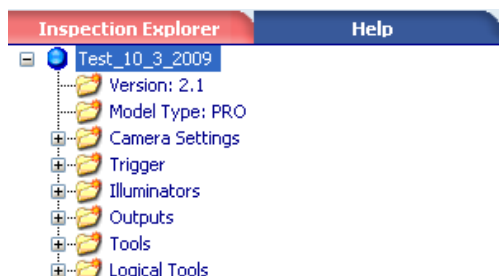 Inspection Explorer Help
Test_10_3_2009
Version: 2.1
Model Type: PRO
Camera Settings
Trigger
Illuminators
Outputs
Tools
Logical Tools